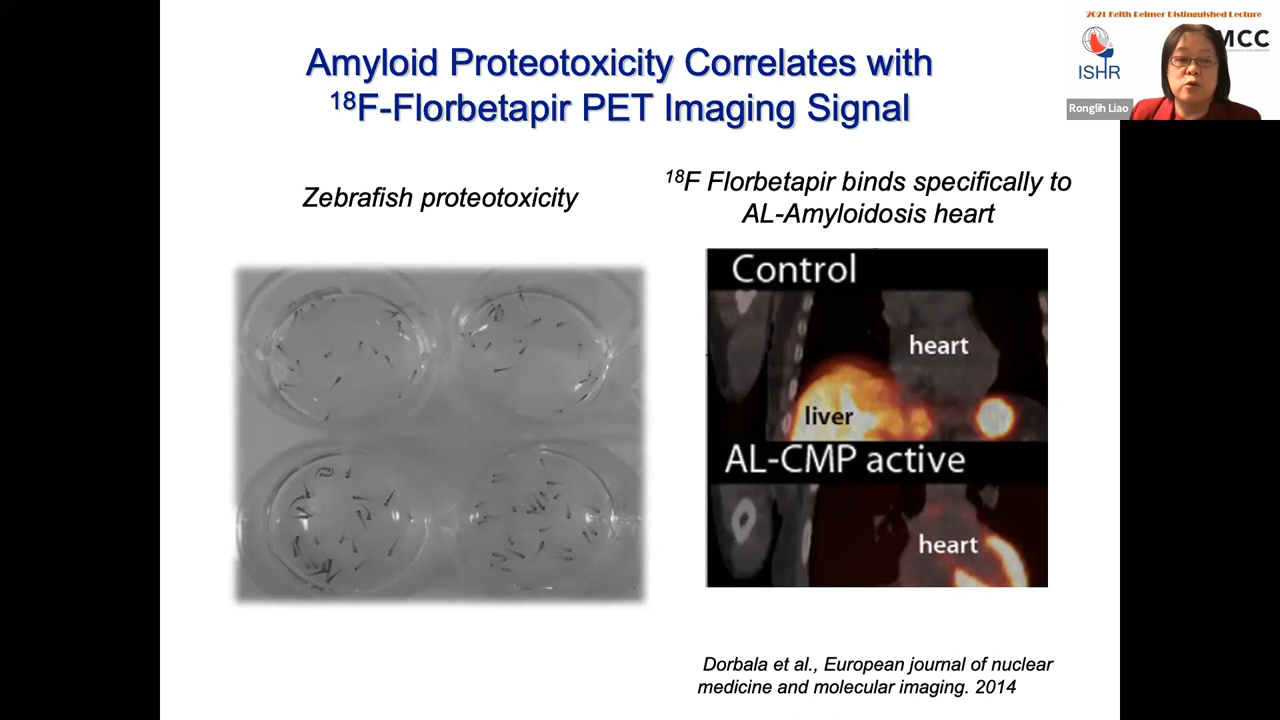 2021 Keith Reimer Distinguished Lecture
MCC
ISHR
Ronglih Liao
Amyloid Proteotoxicity Correlates with
18F-Florbetapir PET Imaging Signal
Zebrafish proteotoxicity
18F Florbetapir binds specifically to
AL-Amyloidosis heart
Control
heart
liver
AL-CMP active
heart
Dorbala et al., European journal of nuclear
medicine and molecular imaging. 2014